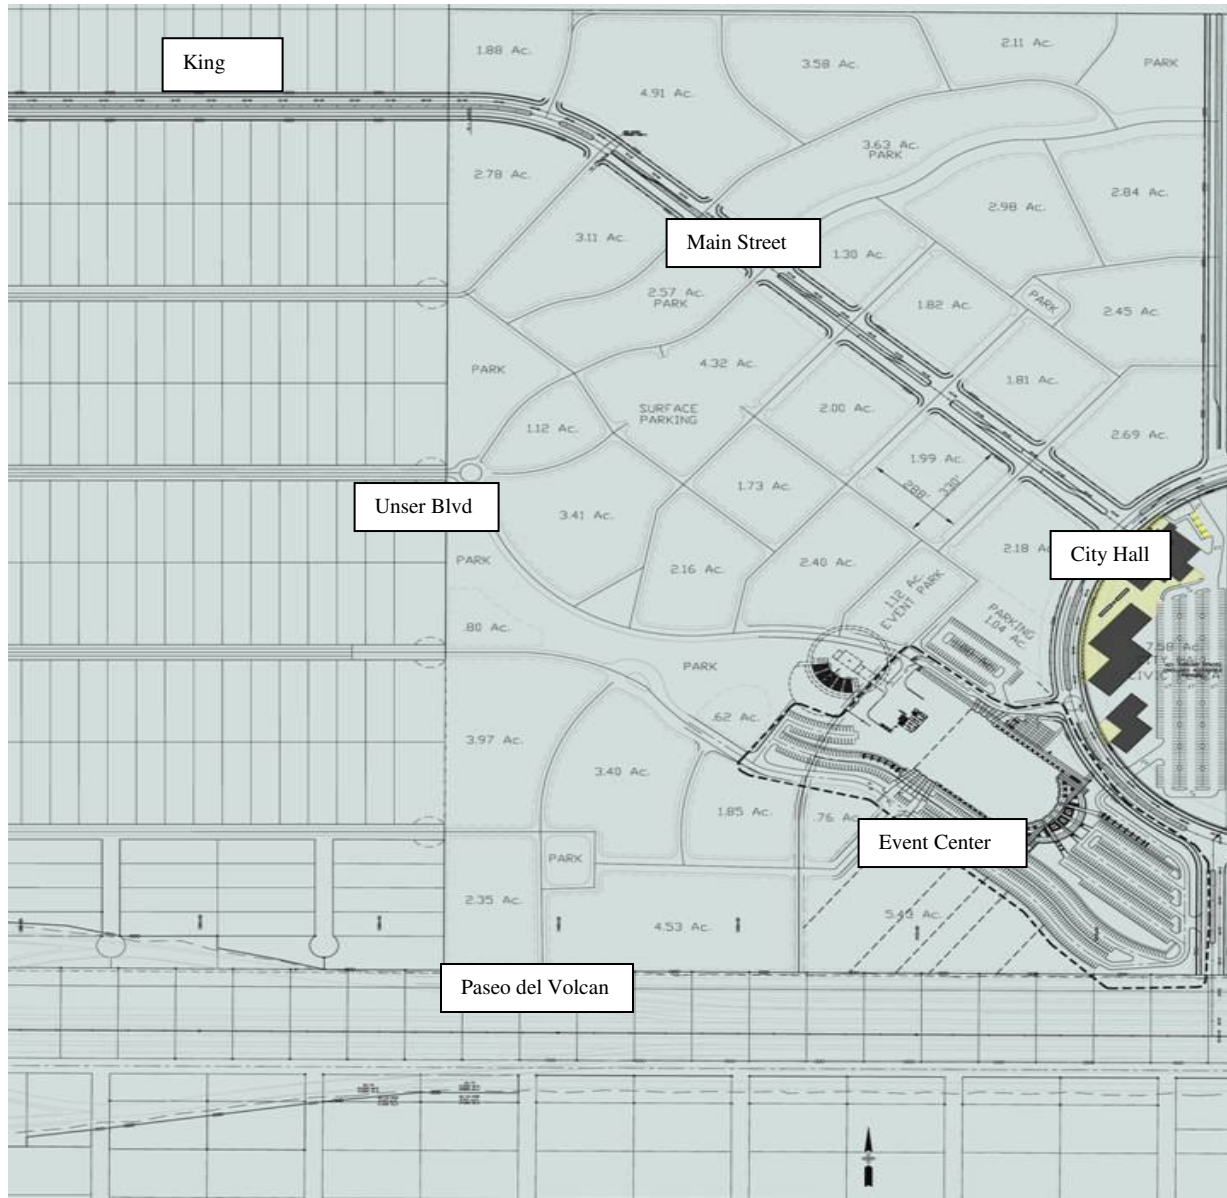 1.88 Ac.
2.11 Ac.
King
3.58 Ac.
PARK
4.91 Ac.
3.63 Ac.
PARK
2.78 Ac.
2.84 Ac.
2.98 Ac.
3.11 Ac.
Main Street
1.30 Ac.
2.57 Ac.
PARK
1.82 Ac.
PARK
2.45 Ac.
PARK
4.32 Ac.
1.81 Ac.
SURFACE
PARKING
2.00 Ac.
1.12 Ac.
2.69 Ac.
1.99 Ac.
1.73 Ac.
288'
330'
Unser Blvd
3.41 Ac.
2.18 Ac
City Hall
PARK
2.16 Ac.
2.40 Ac.
1.12 Ac.
EVENT PARK
PARKING
1.04 Ac.
.80 Ac.
7.58 Ac.
PARK
.62 Ac.
3.97 Ac.
3.40 Ac.
1.85 Ac.
.76 Ac
Event Center
PARK
2.35 Ac.
4.53 Ac.
Paseo del Volcan